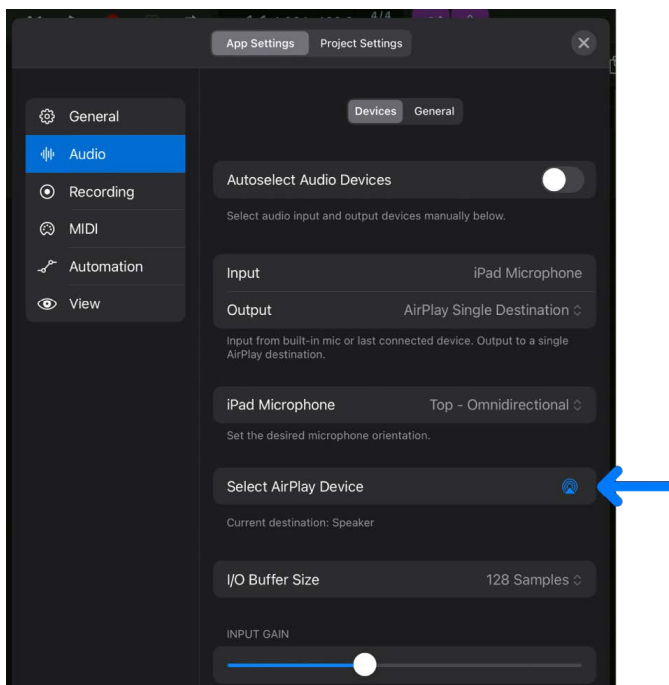 4/4
App Settings
Project Settings
Devices
General
General
Audio
Recording
MIDI
Automation
View
Autoselect Audio Devices
Select audio input and output devices manually below.
Input
iPad Microphone
Output
AirPlay Single Destination
Input from built-in mic or last connected device. Output to a single
AirPlay destination.
iPad Microphone
Top - Omnidirectional
Set the desired microphone orientation.
Select AirPlay Device
Current destination: Speaker
I/O Buffer Size
128 Samples
INPUT GAIN